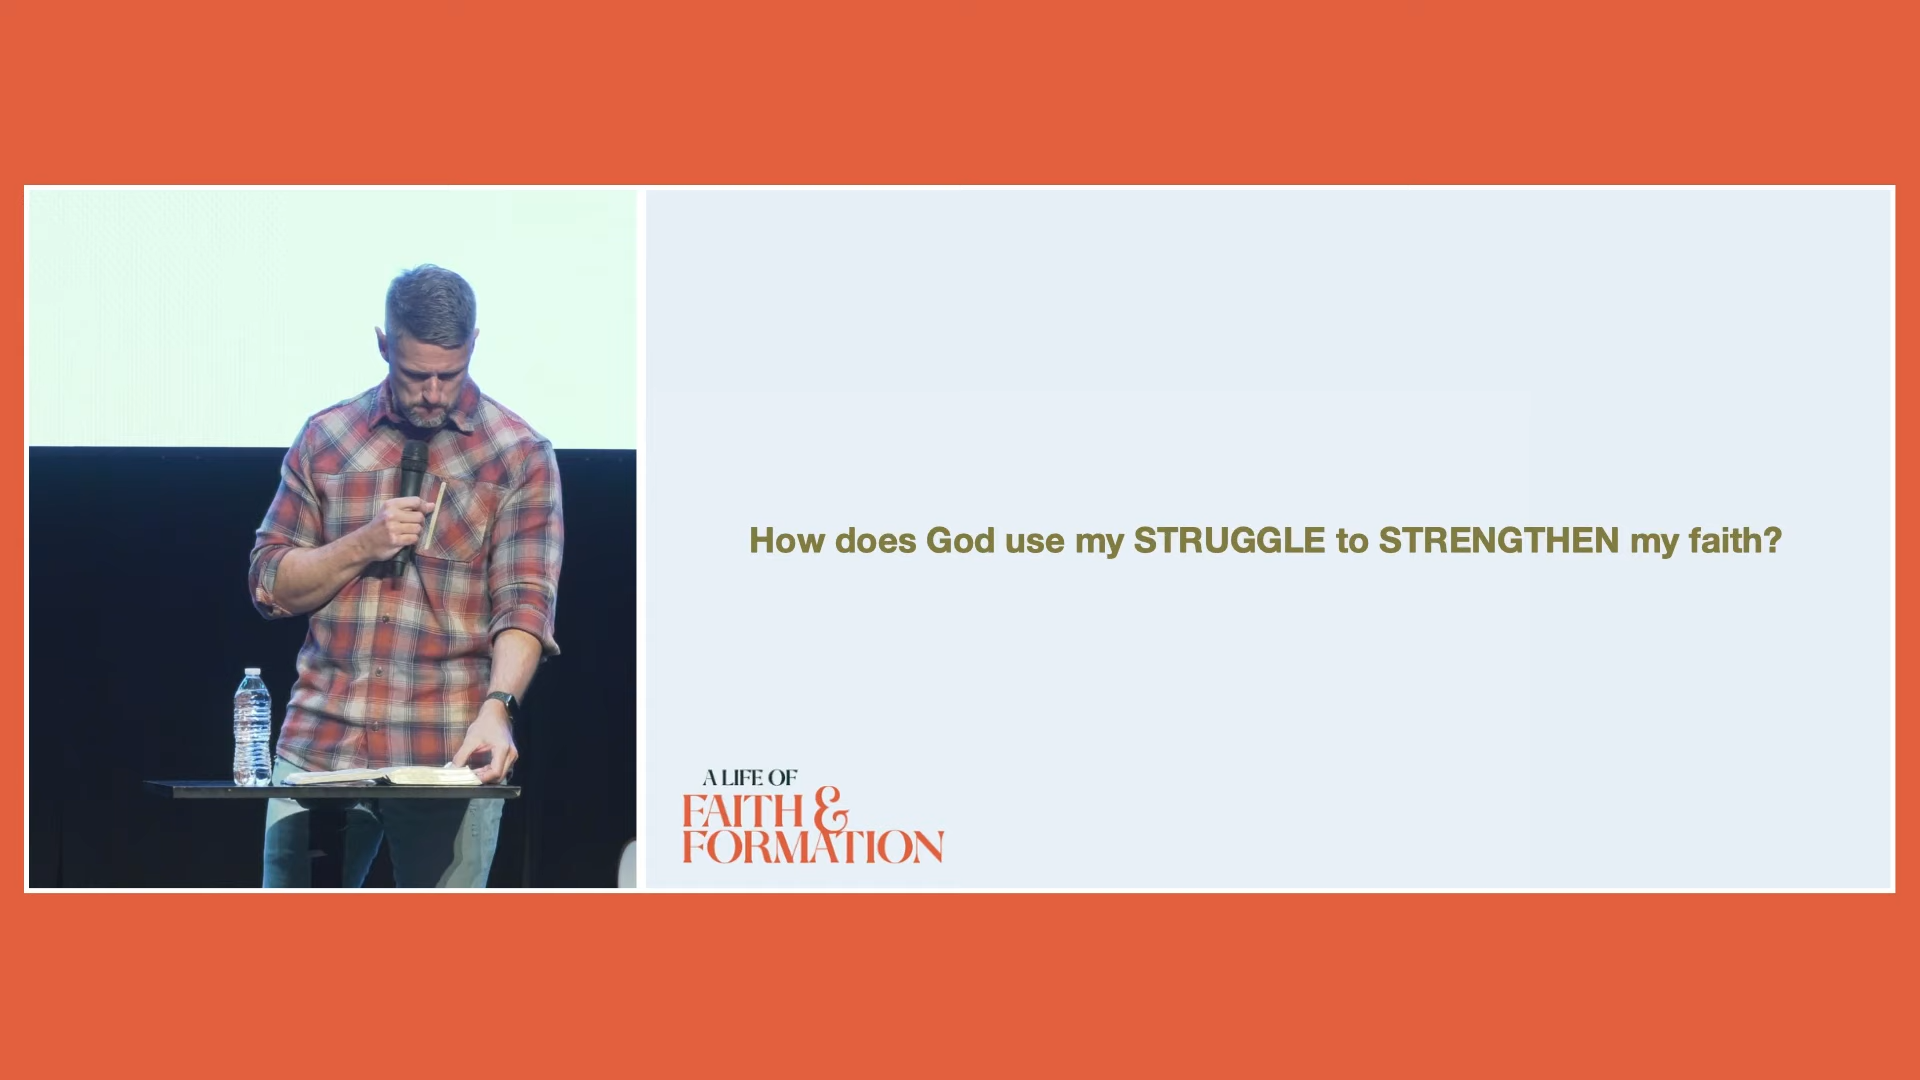 How does God use my STRUGGLE to STRENGTHEN my faith?
A LIFE OF
FAITH &
FORMATION